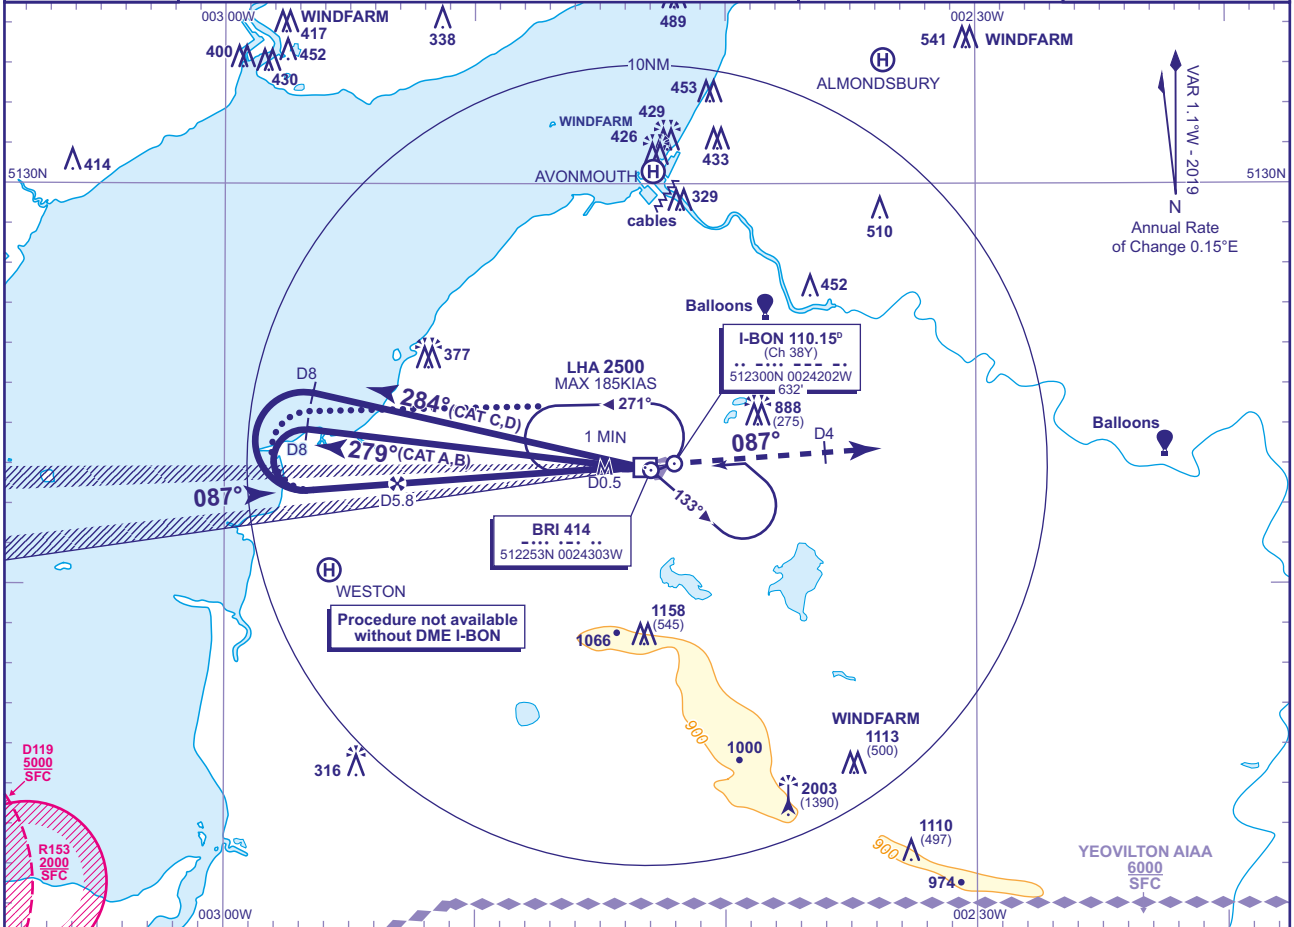 003 00W
WINDFARM
417
400
452
430
338
489
541 WINDFARM
002 30W
10NM
ALMONDSBURY
H
453
429
WINDFARM
426
433
VAR 1.1°W - 2019
N
Annual Rate
of Change 0.15°E
414
5130N
5130N
AVONMOUTH
H
329
cables
510
452
Balloons
I-BON 110.15ᴰ
(Ch 38Y)
-- ---- --- --
512300N 0024202W
632'
377
LHA 2500
MAX 185KIAS
271°
D8
284° (CAT C,D)
888
(275)
Balloons
1 MIN
087°
D4
D8
279° (CAT A,B)
M
D0.5
087°
D5.8
133°
BRI 414
512253N 0024303W
H
WESTON
Procedure not available
without DME I-BON
1158
(545)
1066
900
WINDFARM
1113
(500)
1000
316
2003
(1390)
D119
5000
SFC
R153
2000
SFC
1110
(497)
900
974
YEOVILTON AIAA
6000
SFC
003 00W
002 30W